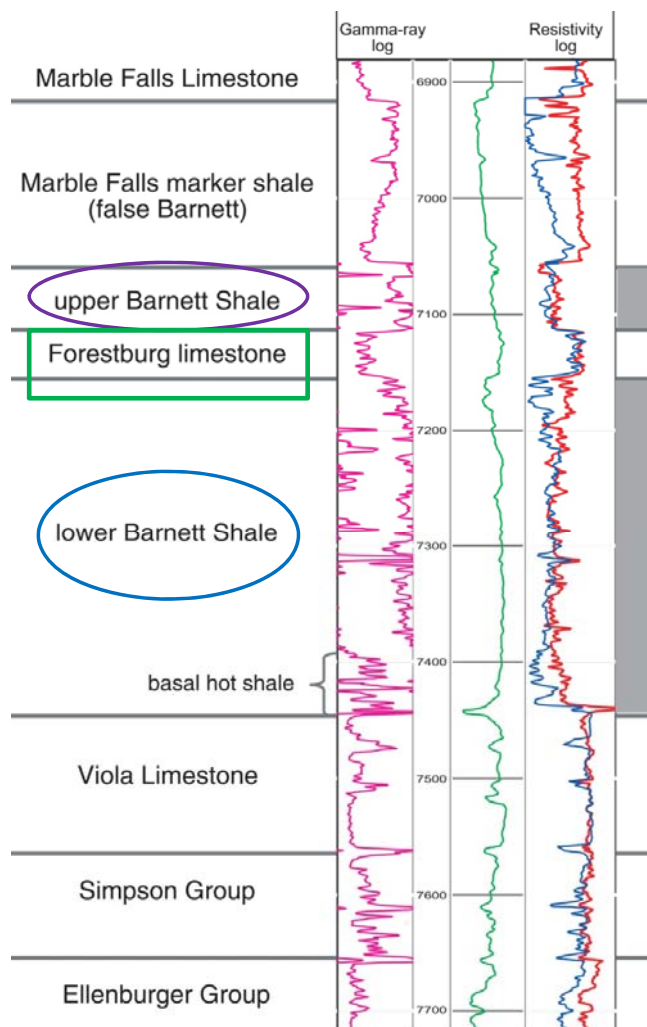 Gamma-ray
log
Resistivity
log
Marble Falls Limestone
6900
Marble Falls marker shale
(false Barnett)
7000
upper Barnett Shale
7100
Forestburg limestone
7200
lower Barnett Shale
7300
7400
basal hot shale
Viola Limestone
7500
Simpson Group
7600
Ellenburger Group
7700